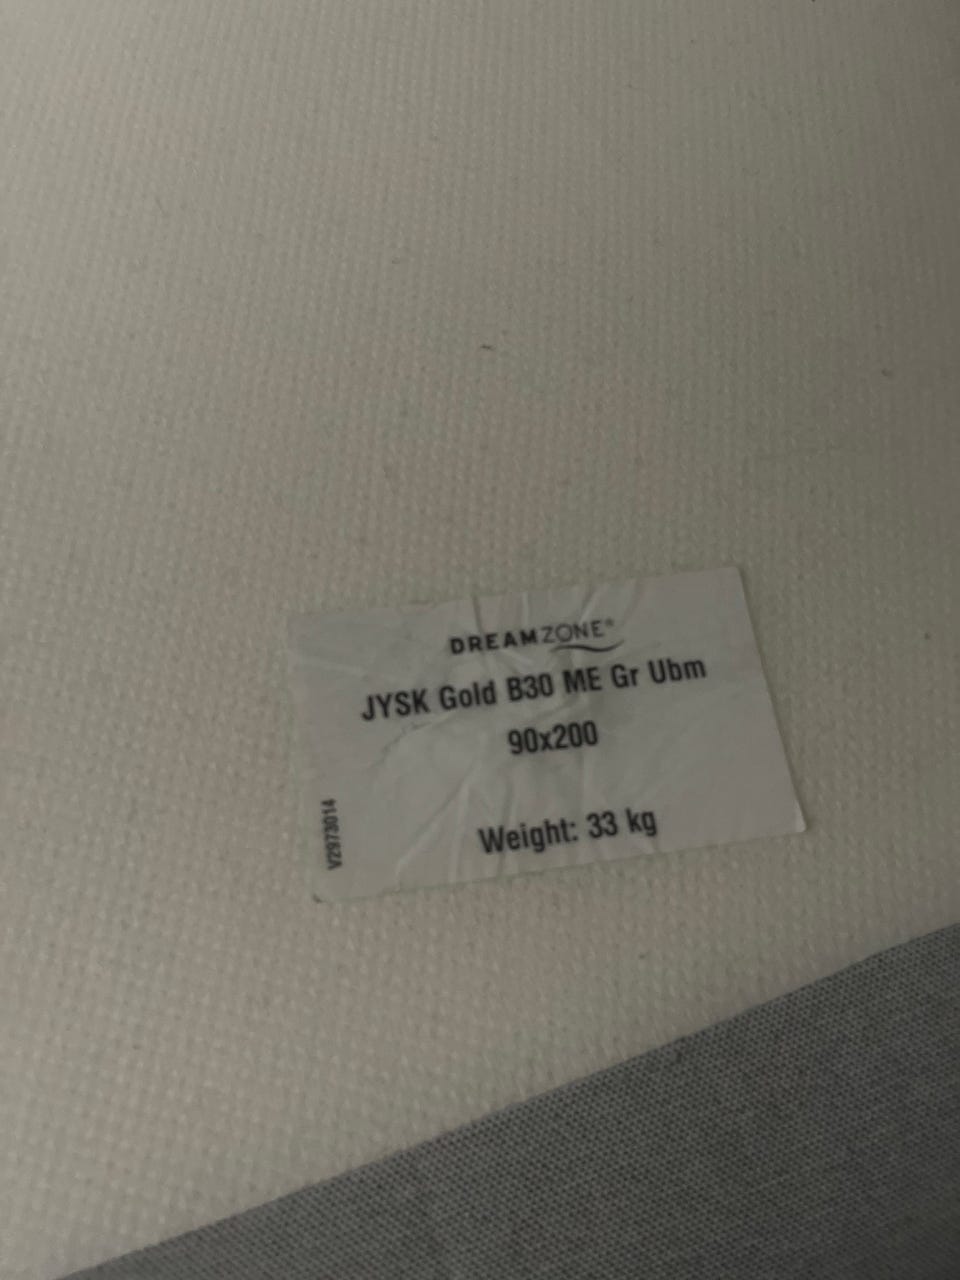 DREAMZONE®
JYSK Gold B30 ME Gr Ubm
90x200
Weight: 33 kg
V2973014